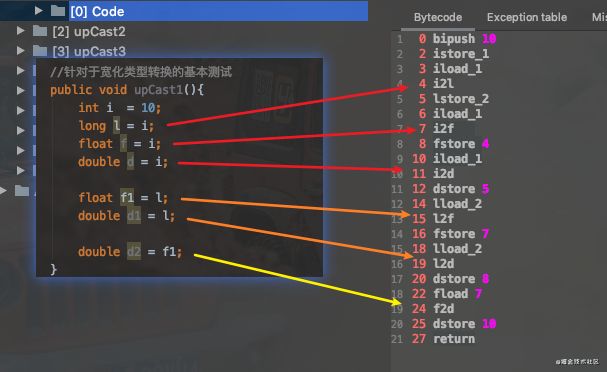 [0] Code
[2] upCast2
[3] upCast3
//针对于宽化类型转换的基本测试
public void upCast1(){
int i = 10;
long l = i;
float f = i;
double d = i;
float f1 = l;
double d1 = l;
double d2 = f1;
}
Bytecode Exception table Misc
1 0 bipush 10
2 2 istore_1
3 3 iload_1
4 4 i2l
5 5 lstore_2
6 6 iload_1
7 7 i2f
8 8 fstore 4
9 10 iload_1
10 11 i2d
11 12 dstore 5
12 14 lload_2
13 15 l2f
14 16 fstore 7
15 18 lload_2
16 19 l2d
17 20 dstore 8
18 22 fload 7
19 24 f2d
20 25 dstore 10
21 27 return
@稀土掘金技术社区